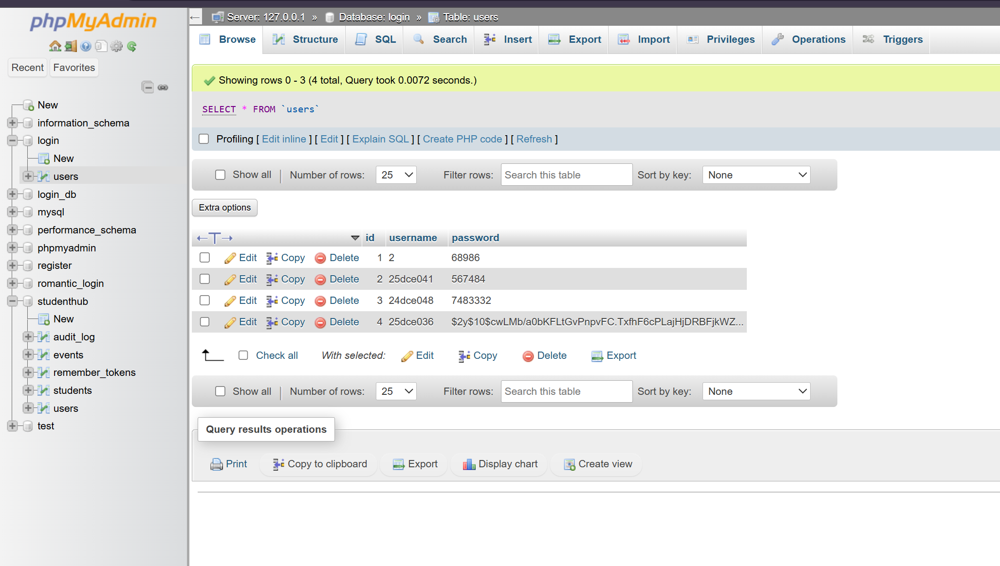 phpMyAdmin
Recent Favorites
New
information_schema
login
New
users
login_db
mysql
performance_schema
phpmyadmin
register
romantic_login
studenthub
New
audit_log
events
remember_tokens
students
users
test
← Server: 127.0.0.1 » Database: login » Table: users
Browse Structure SQL Search Insert Export Import Privileges Operations Triggers
Showing rows 0 - 3 (4 total, Query took 0.0072 seconds.)
SELECT * FROM `users`
Profiling [ Edit inline ] [ Edit ] [ Explain SQL ] [ Create PHP code ] [ Refresh ]
Show all | Number of rows: 25 Filter rows: Search this table Sort by key: None
Extra options
←T→ id username password
Edit Copy Delete 1 2 68986
Edit Copy Delete 2 25dce041 567484
Edit Copy Delete 3 24dce048 7483332
Edit Copy Delete 4 25dce036 $2y$10$cwLMb/a0bKFLtGvPnpvFC.TxfhF6cPLajHjDRBFjkWZ...
Check all With selected: Edit Copy Delete Export
Show all | Number of rows: 25 Filter rows: Search this table Sort by key: None
Query results operations
Print Copy to clipboard Export Display chart Create view